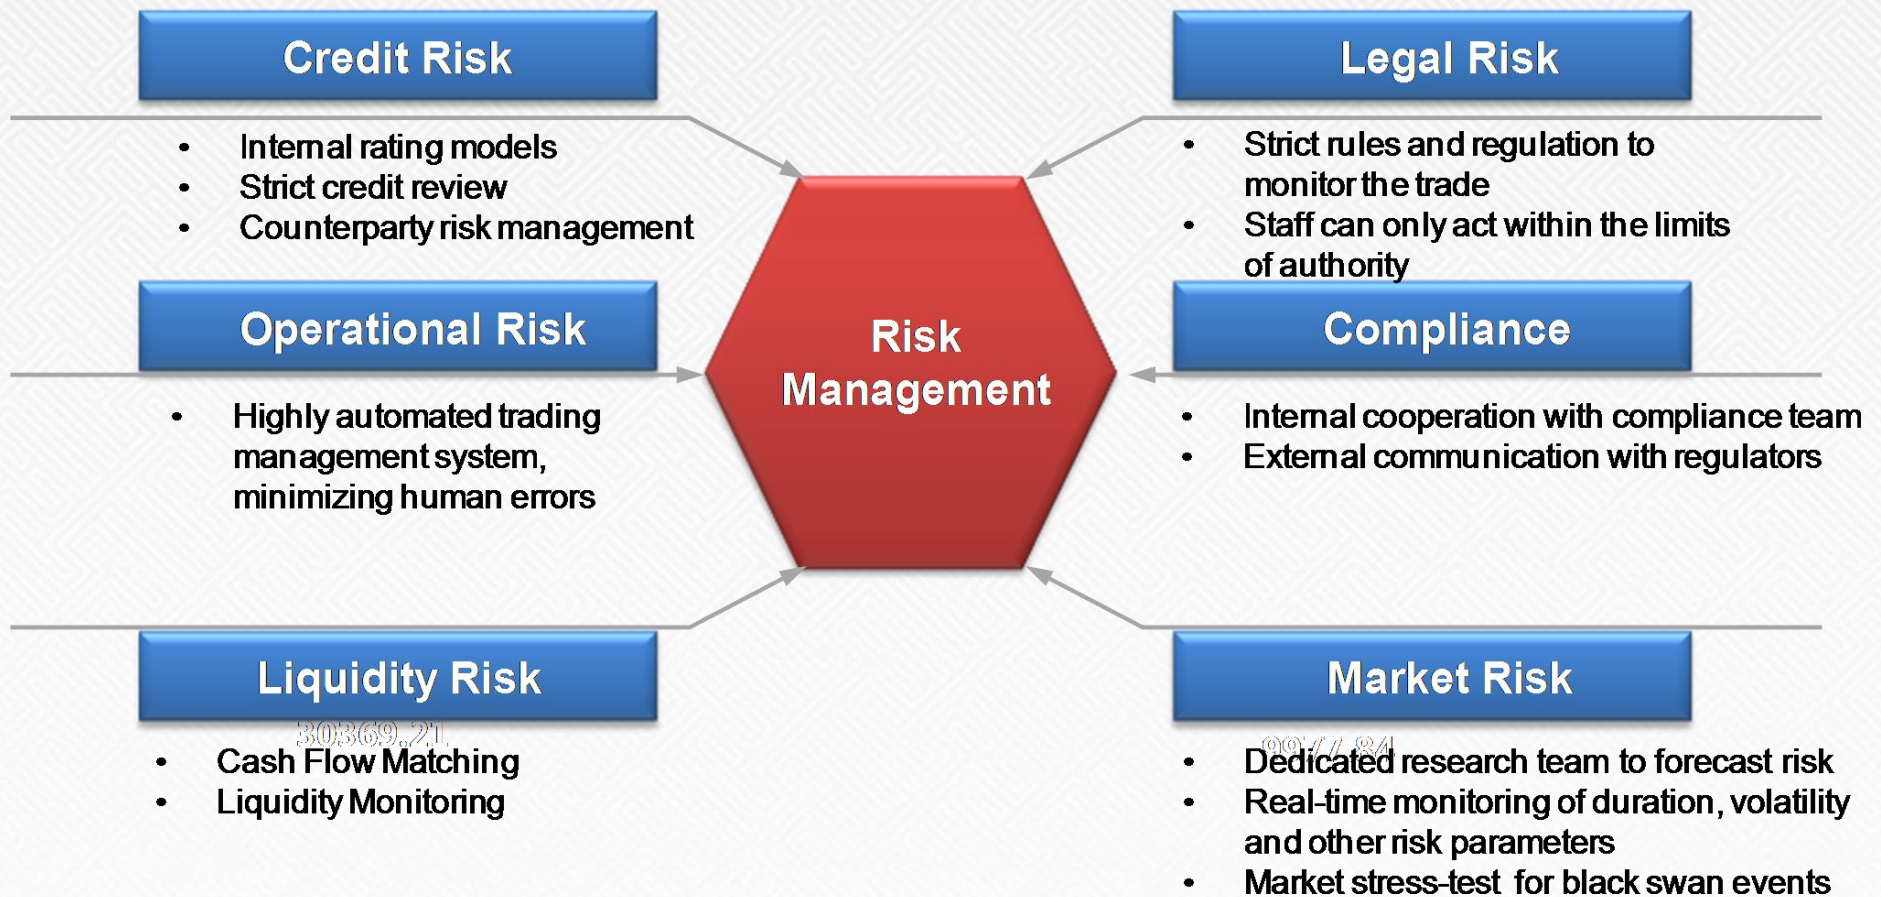 Credit Risk
• Internal rating models
• Strict credit review
• Counterparty risk management
Operational Risk
• Highly automated trading
management system,
minimizing human errors
Liquidity Risk
30369.21
• Cash Flow Matching
• Liquidity Monitoring
Risk
Management
Legal Risk
• Strict rules and regulation to
monitor the trade
• Staff can only act within the limits
of authority
Compliance
• Internal cooperation with compliance team
• External communication with regulators
Market Risk
9977.84
• Dedicated research team to forecast risk
• Real-time monitoring of duration, volatility
and other risk parameters
• Market stress-test for black swan events